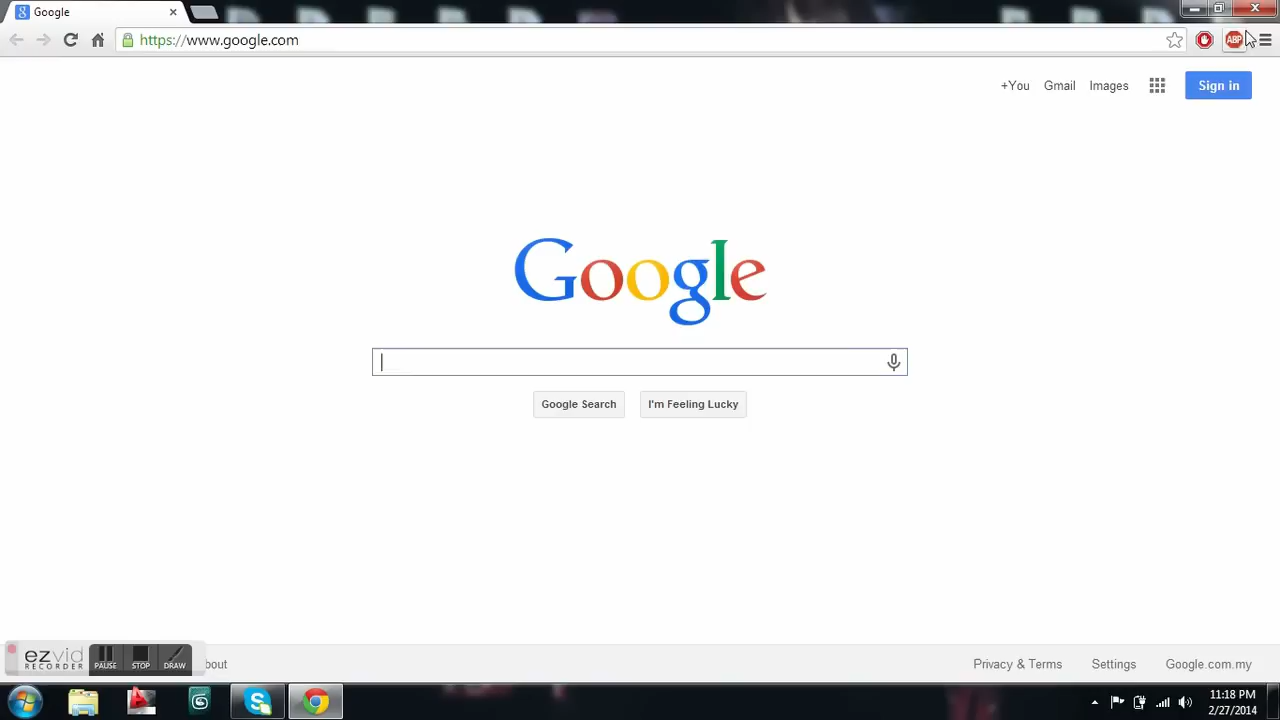 Google
https://www.google.com
ABP
+You Gmail Images Sign in
Google
Google Search I'm Feeling Lucky
ezvid
RECORDER
PAUSE STOP DRAW
bout
Privacy & Terms Settings Google.com.my
11:18 PM
2/27/2014